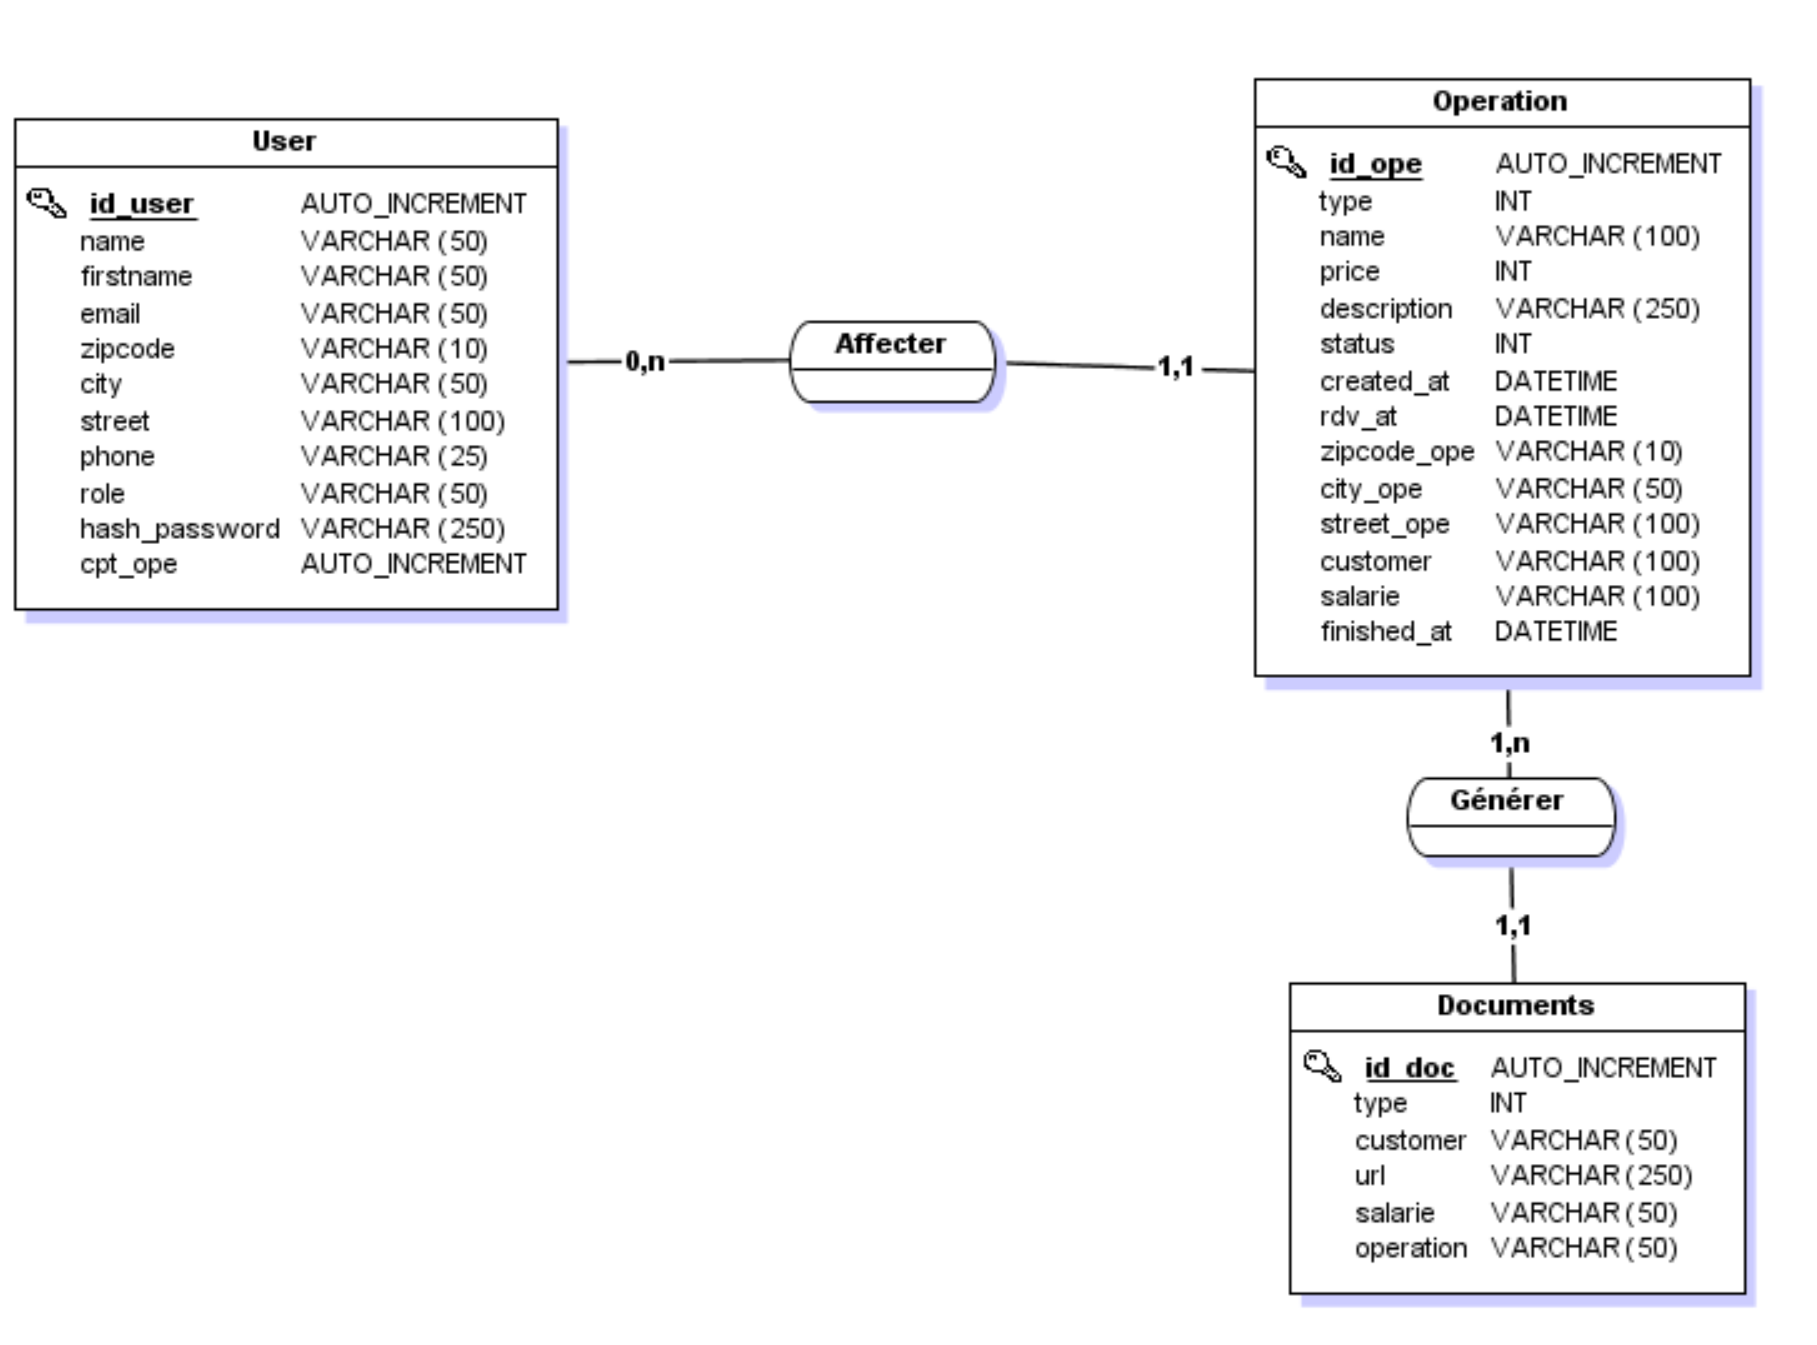 User
id_user AUTO_INCREMENT
name VARCHAR (50)
firstname VARCHAR (50)
email VARCHAR (50)
zipcode VARCHAR (10)
city VARCHAR (50)
street VARCHAR (100)
phone VARCHAR (25)
role VARCHAR (50)
hash_password VARCHAR (250)
cpt_ope AUTO_INCREMENT
0,n
Affecter
1,1
Operation
id_ope AUTO_INCREMENT
type INT
name VARCHAR (100)
price INT
description VARCHAR (250)
status INT
created_at DATETIME
rdv_at DATETIME
zipcode_ope VARCHAR (10)
city_ope VARCHAR (50)
street_ope VARCHAR (100)
customer VARCHAR (100)
salarie VARCHAR (100)
finished_at DATETIME
1,n
Générer
1,1
Documents
id_doc AUTO_INCREMENT
type INT
customer VARCHAR (50)
url VARCHAR (250)
salarie VARCHAR (50)
operation VARCHAR (50)